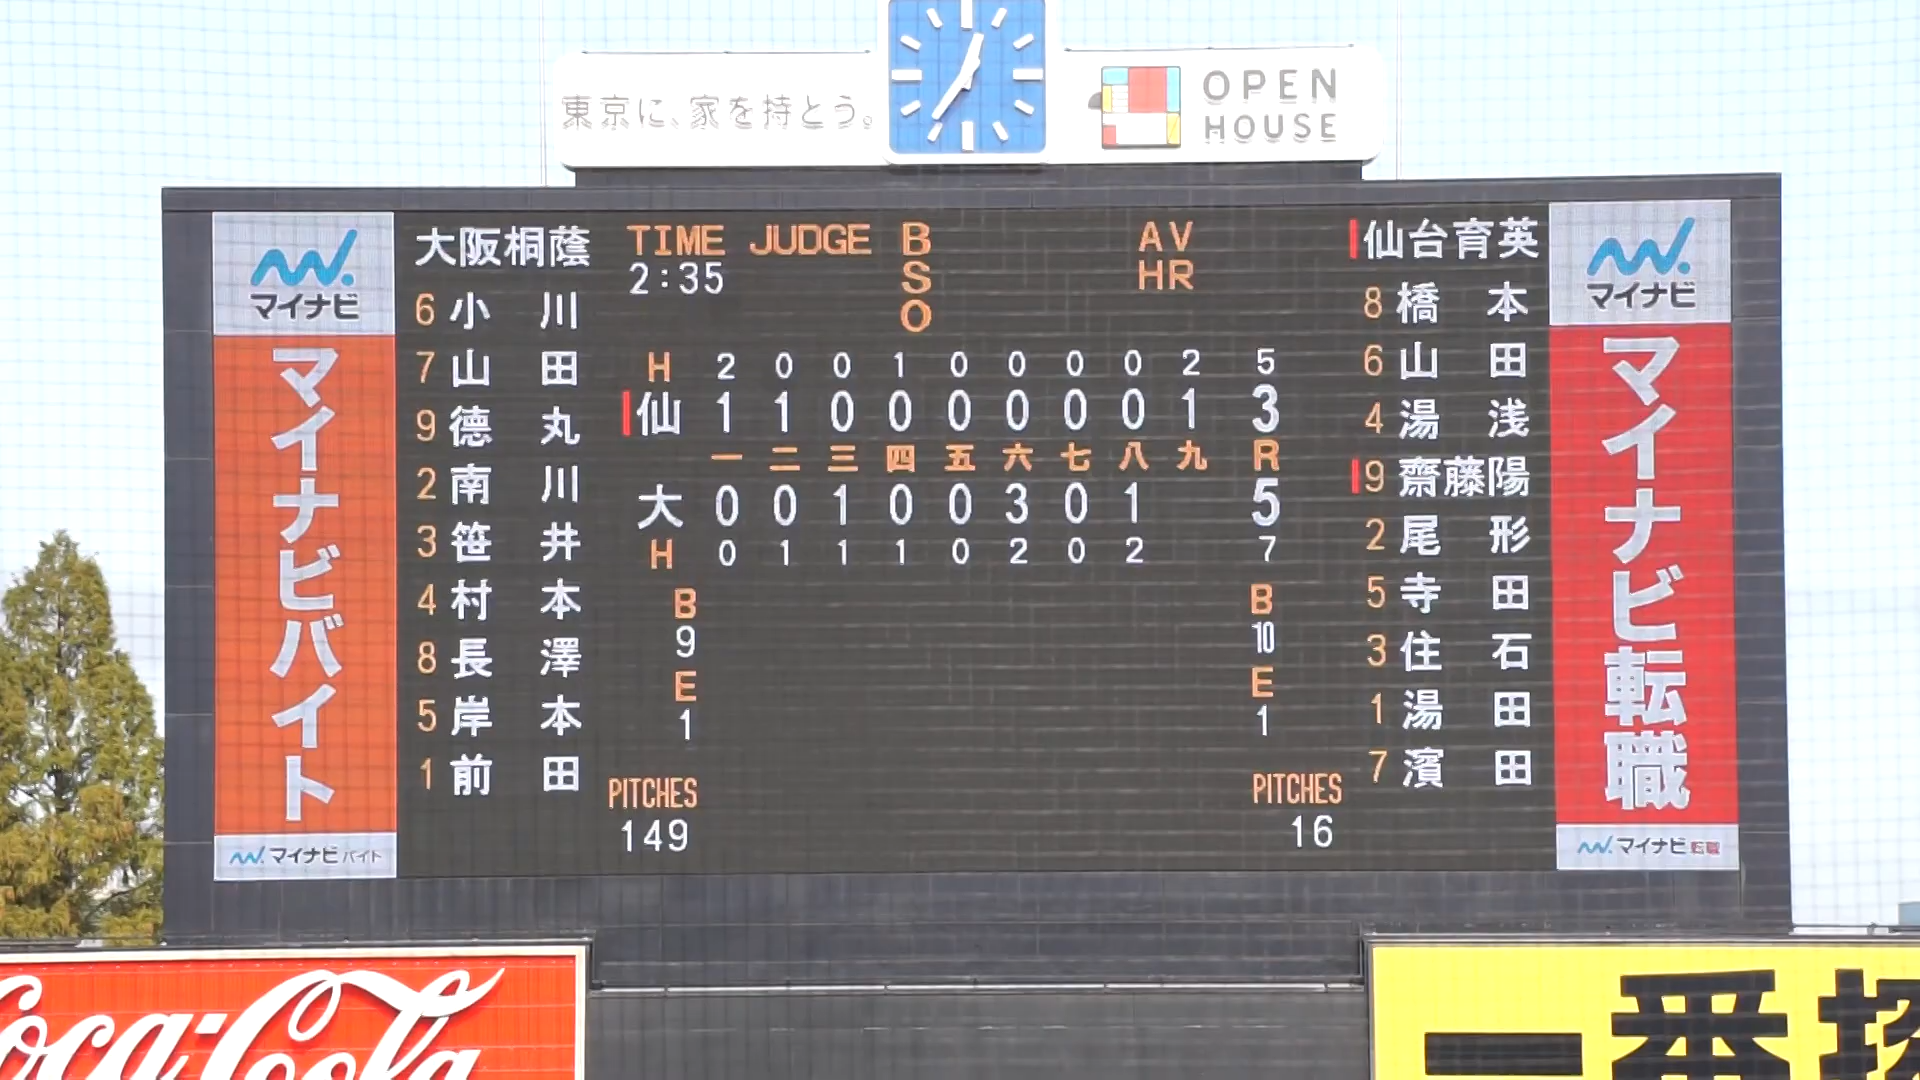 東京に、家を持とう。
OPEN
HOUSE
マイナビ
マイナビバイト
マイナビバイト
大阪桐蔭
6 小川
7 山田
9 徳丸
2 南川
3 笹井
4 村本
8 長澤
5 岸本
1 前田
TIME JUDGE B
2:35 S
O
AV
HR
H 2 0 0 1 0 0 0 0 2 5
仙 1 1 0 0 0 0 0 0 1 3
一 二 三 四 五 六 七 八 九 R
大 0 0 1 0 0 3 0 1 5
H 0 1 1 1 0 2 0 2 7
B B
9 10
E E
1 1
PITCHES PITCHES
149 16
仙台育英
8 橋本
6 山田
4 湯浅
9 齋藤陽
2 尾形
5 寺田
3 住石
1 湯田
7 濱田
マイナビ
マイナビ転職
マイナビ転職
Coca-Cola
一番搾